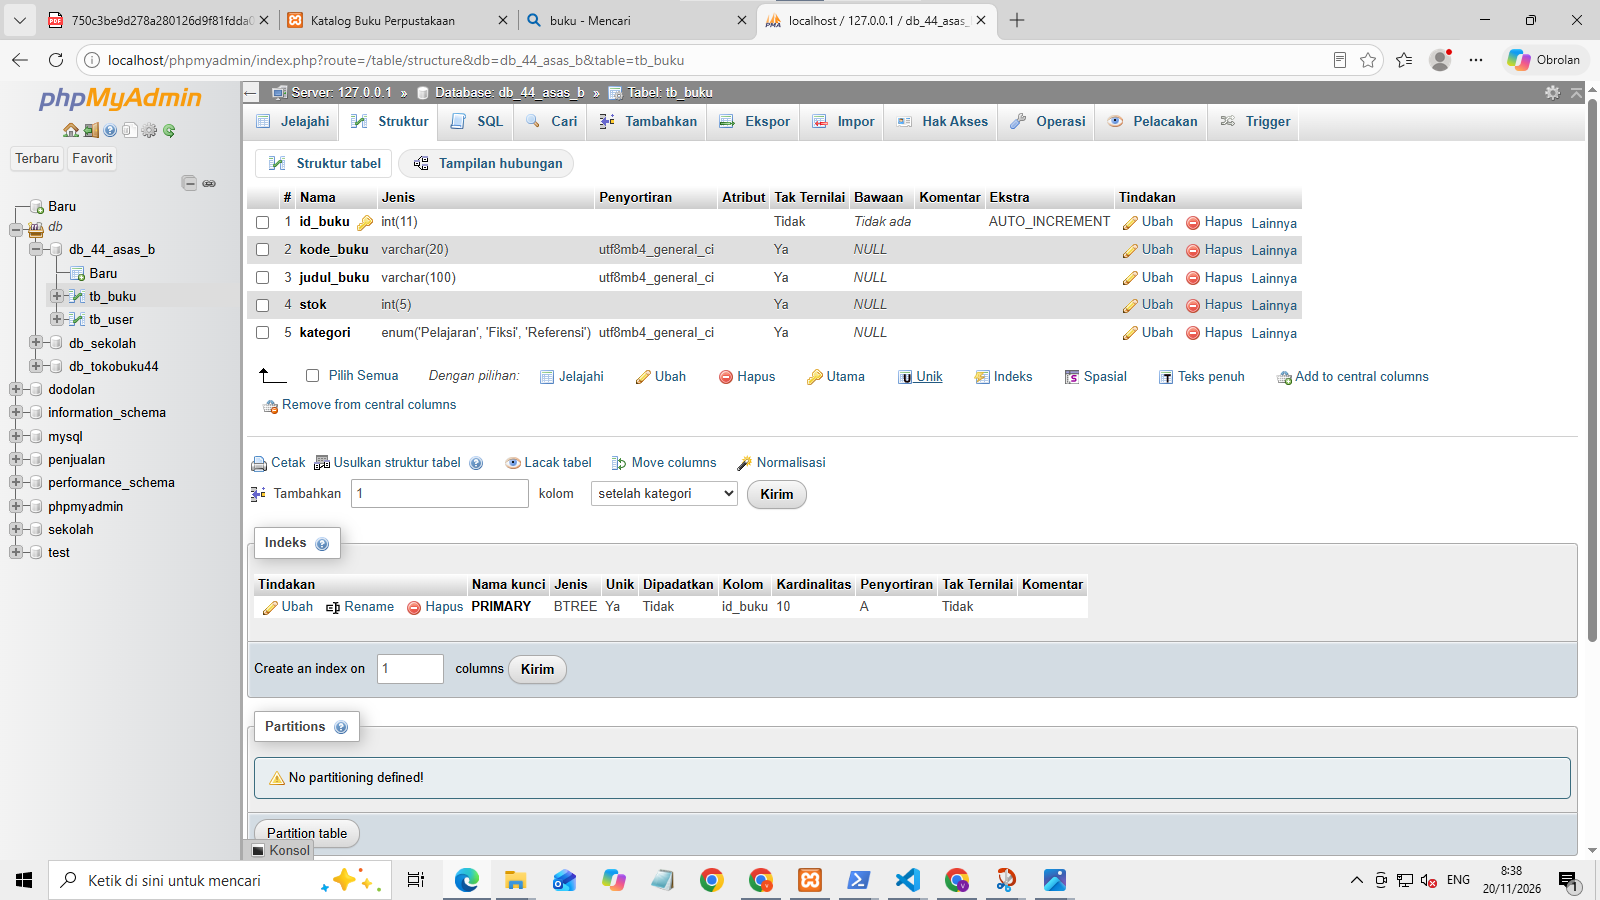 750c3be9d278a280126d9f81fdda0
Katalog Buku Perpustakaan
buku - Mencari
localhost / 127.0.0.1 / db_44_asas_
localhost/phpmyadmin/index.php?route=/table/structure&db=db_44_asas_b&table=tb_buku
Obrolan
phpMyAdmin
Terbaru
Favorit
Baru
db
db_44_asas_b
Baru
tb_buku
tb_user
db_sekolah
db_tokobuku44
dodolan
information_schema
mysql
penjualan
performance_schema
phpmyadmin
sekolah
test
Server: 127.0.0.1 » Database: db_44_asas_b » Tabel: tb_buku
Jelajahi Struktur SQL Cari Tambahkan Ekspor Impor Hak Akses Operasi Pelacakan Trigger
Struktur tabel Tampilan hubungan
# Nama Jenis Penyortiran Atribut Tak Ternilai Bawaan Komentar Ekstra Tindakan
1 id_buku int(11) Tidak Tidak ada AUTO_INCREMENT Ubah Hapus Lainnya
2 kode_buku varchar(20) utf8mb4_general_ci Ya NULL Ubah Hapus Lainnya
3 judul_buku varchar(100) utf8mb4_general_ci Ya NULL Ubah Hapus Lainnya
4 stok int(5) Ya NULL Ubah Hapus Lainnya
5 kategori enum('Pelajaran', 'Fiksi', 'Referensi') utf8mb4_general_ci Ya NULL Ubah Hapus Lainnya
Pilih Semua Dengan pilihan: Jelajahi Ubah Hapus Utama Unik Indeks Spasial Teks penuh Add to central columns
Remove from central columns
Cetak Usulkan struktur tabel Lacak tabel Move columns Normalisasi
Tambahkan 1 kolom setelah kategori Kirim
Indeks
Tindakan Nama kunci Jenis Unik Dipadatkan Kolom Kardinalitas Penyortiran Tak Ternilai Komentar
Ubah Rename Hapus PRIMARY BTREE Ya Tidak id_buku 10 A Tidak
Create an index on 1 columns Kirim
Partitions
No partitioning defined!
Partition table
Konsol
Ketik di sini untuk mencari
ENG
8:38
20/11/2026
1